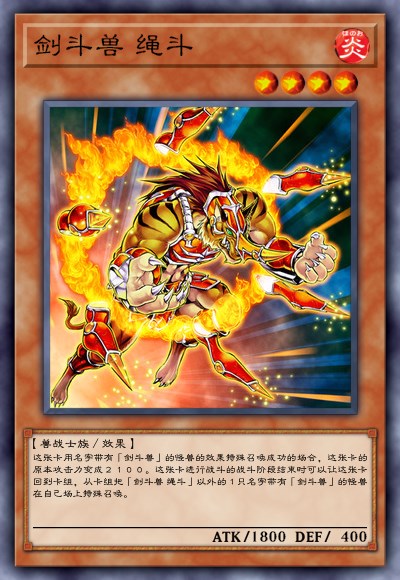 剑斗兽 绳斗
炎
ほのお
【兽战士族／效果】
这张卡用名字带有「剑斗兽」的怪兽的效果特殊召唤成功的场合，这张卡的
原本攻击力变成２１００。这张卡进行战斗的战斗阶段结束时可以让这张卡
回到卡组，从卡组把「剑斗兽 绳斗」以外的１只名字带有「剑斗兽」的怪兽
在自己场上特殊召唤。
ATK/1800 DEF/ 400